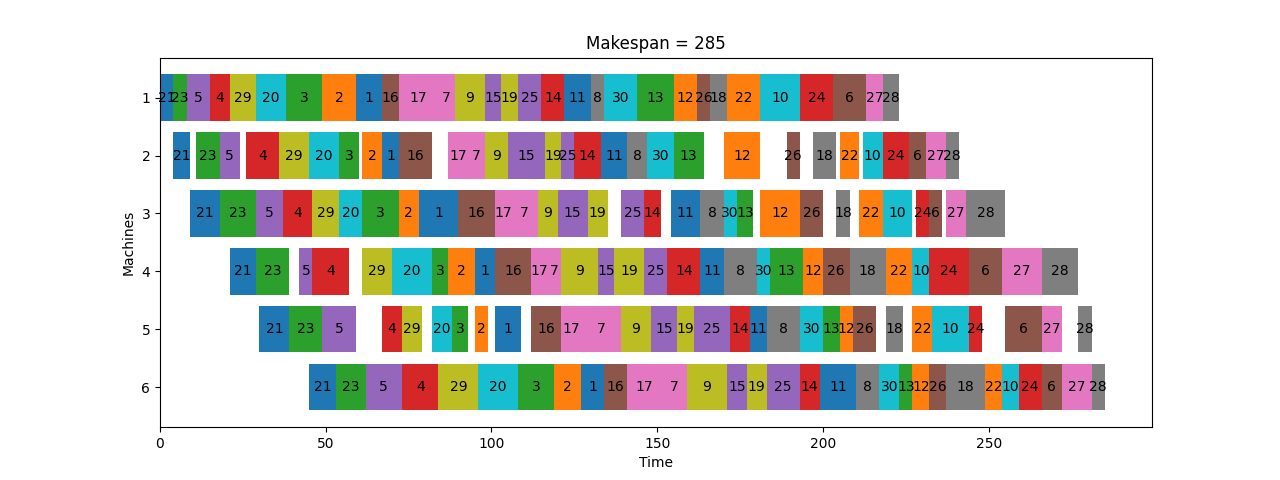 Makespan = 285
1 21 23 5 4 29 20 3 2 1 16 17 7 9 15 19 25 14 11 8 30 13 12 26 18 22 10 24 6 27 28
2 21 23 5 4 29 20 3 2 1 16 17 7 9 15 19 25 14 11 8 30 13 12 26 18 22 10 24 6 27 28
3 21 23 5 4 29 20 3 2 1 16 17 7 9 15 19 25 14 11 8 30 13 12 26 18 22 10 24 6 27 28
4 21 23 5 4 29 20 3 2 1 16 17 7 9 15 19 25 14 11 8 30 13 12 26 18 22 10 24 6 27 28
5 21 23 5 4 29 20 3 2 1 16 17 7 9 15 19 25 14 11 8 30 13 12 26 18 22 10 24 6 27 28
6 21 23 5 4 29 20 3 2 1 16 17 7 9 15 19 25 14 11 8 30 13 12 26 18 22 10 24 6 27 28
Machines
0 50 100 150 200 250
Time